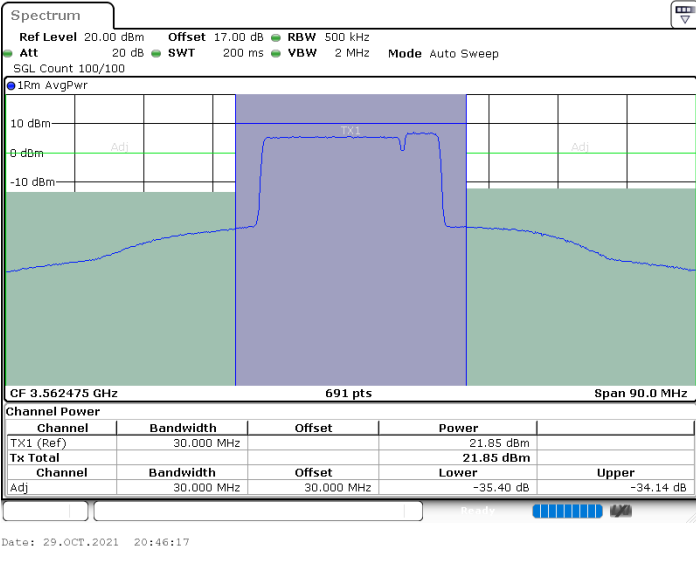 Spectrum
Ref Level 20.00 dBm Offset 17.00 dB RBW 500 kHz
Att 20 dB SWT 200 ms VBW 2 MHz Mode Auto Sweep
SGL Count 100/100
1Rm AvgPwr
10 dBm
TX1
Adj Adj
0 dBm
-10 dBm
CF 3.562475 GHz 691 pts Span 90.0 MHz
Channel Power
Channel Bandwidth Offset Power
TX1 (Ref) 30.000 MHz 21.85 dBm
Tx Total 21.85 dBm
Channel Bandwidth Offset Lower Upper
Adj 30.000 MHz 30.000 MHz -35.40 dB -34.14 dB
Ready
Date: 29.OCT.2021 20:46:17